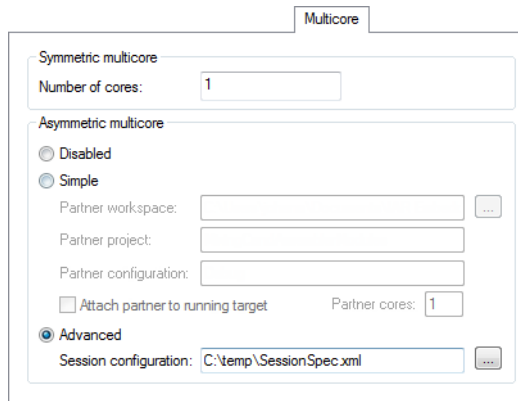 Multicore
Symmetric multicore
Number of cores: 1
Asymmetric multicore
Disabled
Simple
Partner workspace: ...
Partner project:
Partner configuration:
Attach partner to running target Partner cores: 1
Advanced
Session configuration: C:\temp\SessionSpec.xml ...